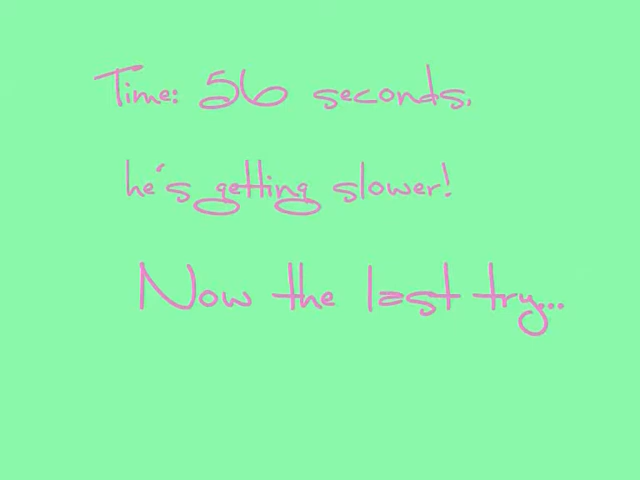 Time: 56 seconds,
he's getting slower!
Now the last try...